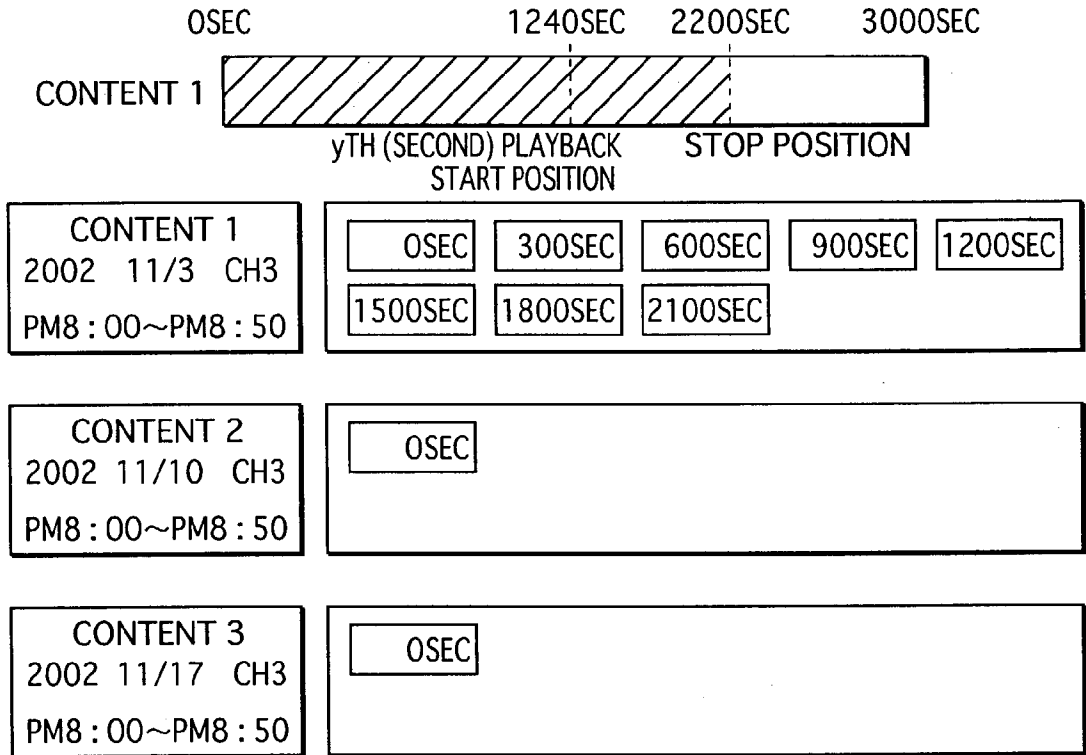 0SEC 1240SEC 2200SEC 3000SEC
CONTENT 1
yTH (SECOND) PLAYBACK START POSITION
STOP POSITION
CONTENT 1
2002 11/3 CH3
PM8:00~PM8:50
0SEC 300SEC 600SEC 900SEC 1200SEC
1500SEC 1800SEC 2100SEC
CONTENT 2
2002 11/10 CH3
PM8:00~PM8:50
0SEC
CONTENT 3
2002 11/17 CH3
PM8:00~PM8:50
0SEC